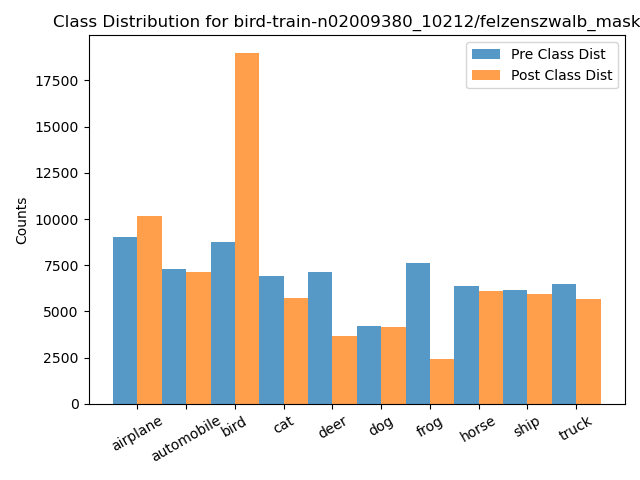 Class Distribution for bird-train-n02009380_10212/felzenszwalb_mask
Pre Class Dist
Post Class Dist
Counts
17500
15000
12500
10000
7500
5000
2500
0
airplane
automobile
bird
cat
deer
dog
frog
horse
ship
truck